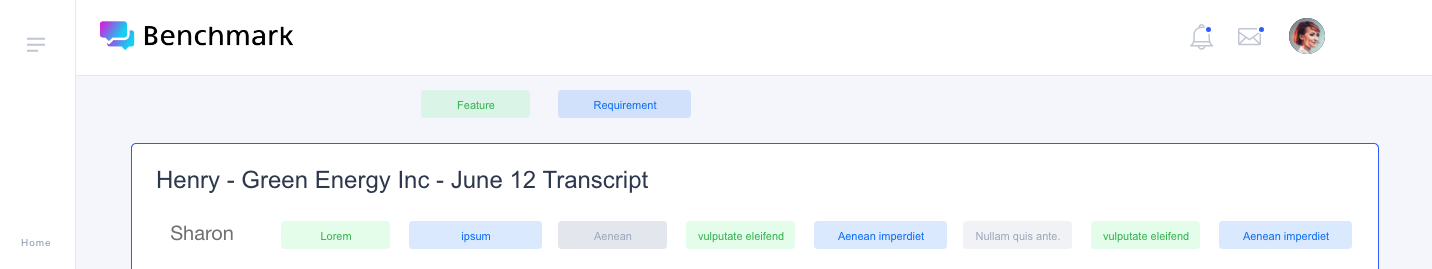 Benchmark
Feature Requirement
Henry - Green Energy Inc - June 12 Transcript
Sharon Lorem ipsum Aenean vulputate eleifend Aenean imperdiet Nullam quis ante. vulputate eleifend Aenean imperdiet
Home